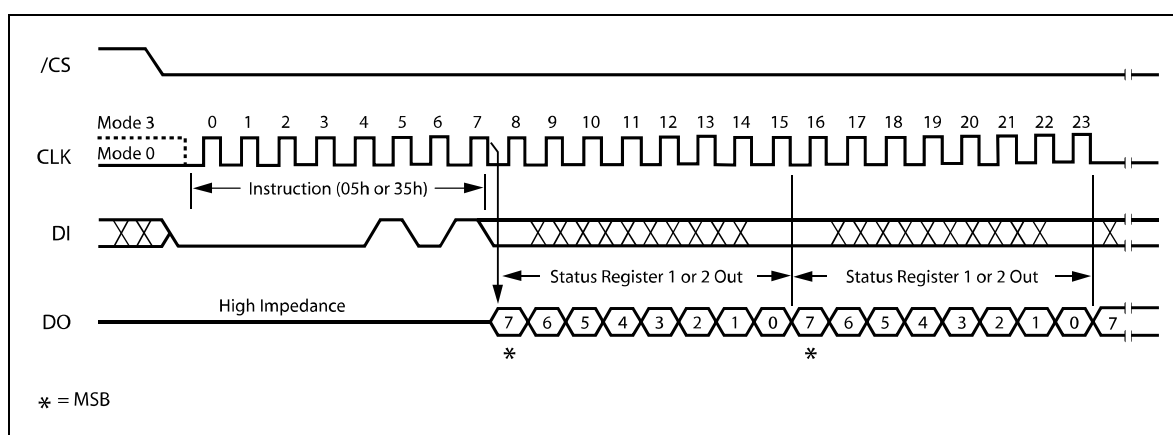 /CS
Mode 3
0 1 2 3 4 5 6 7 8 9 10 11 12 13 14 15 16 17 18 19 20 21 22 23
CLK
Mode 0
Instruction (05h or 35h)
DI
Status Register 1 or 2 Out
Status Register 1 or 2 Out
High Impedance
DO
7 6 5 4 3 2 1 0 7 6 5 4 3 2 1 0 7
* *
* = MSB